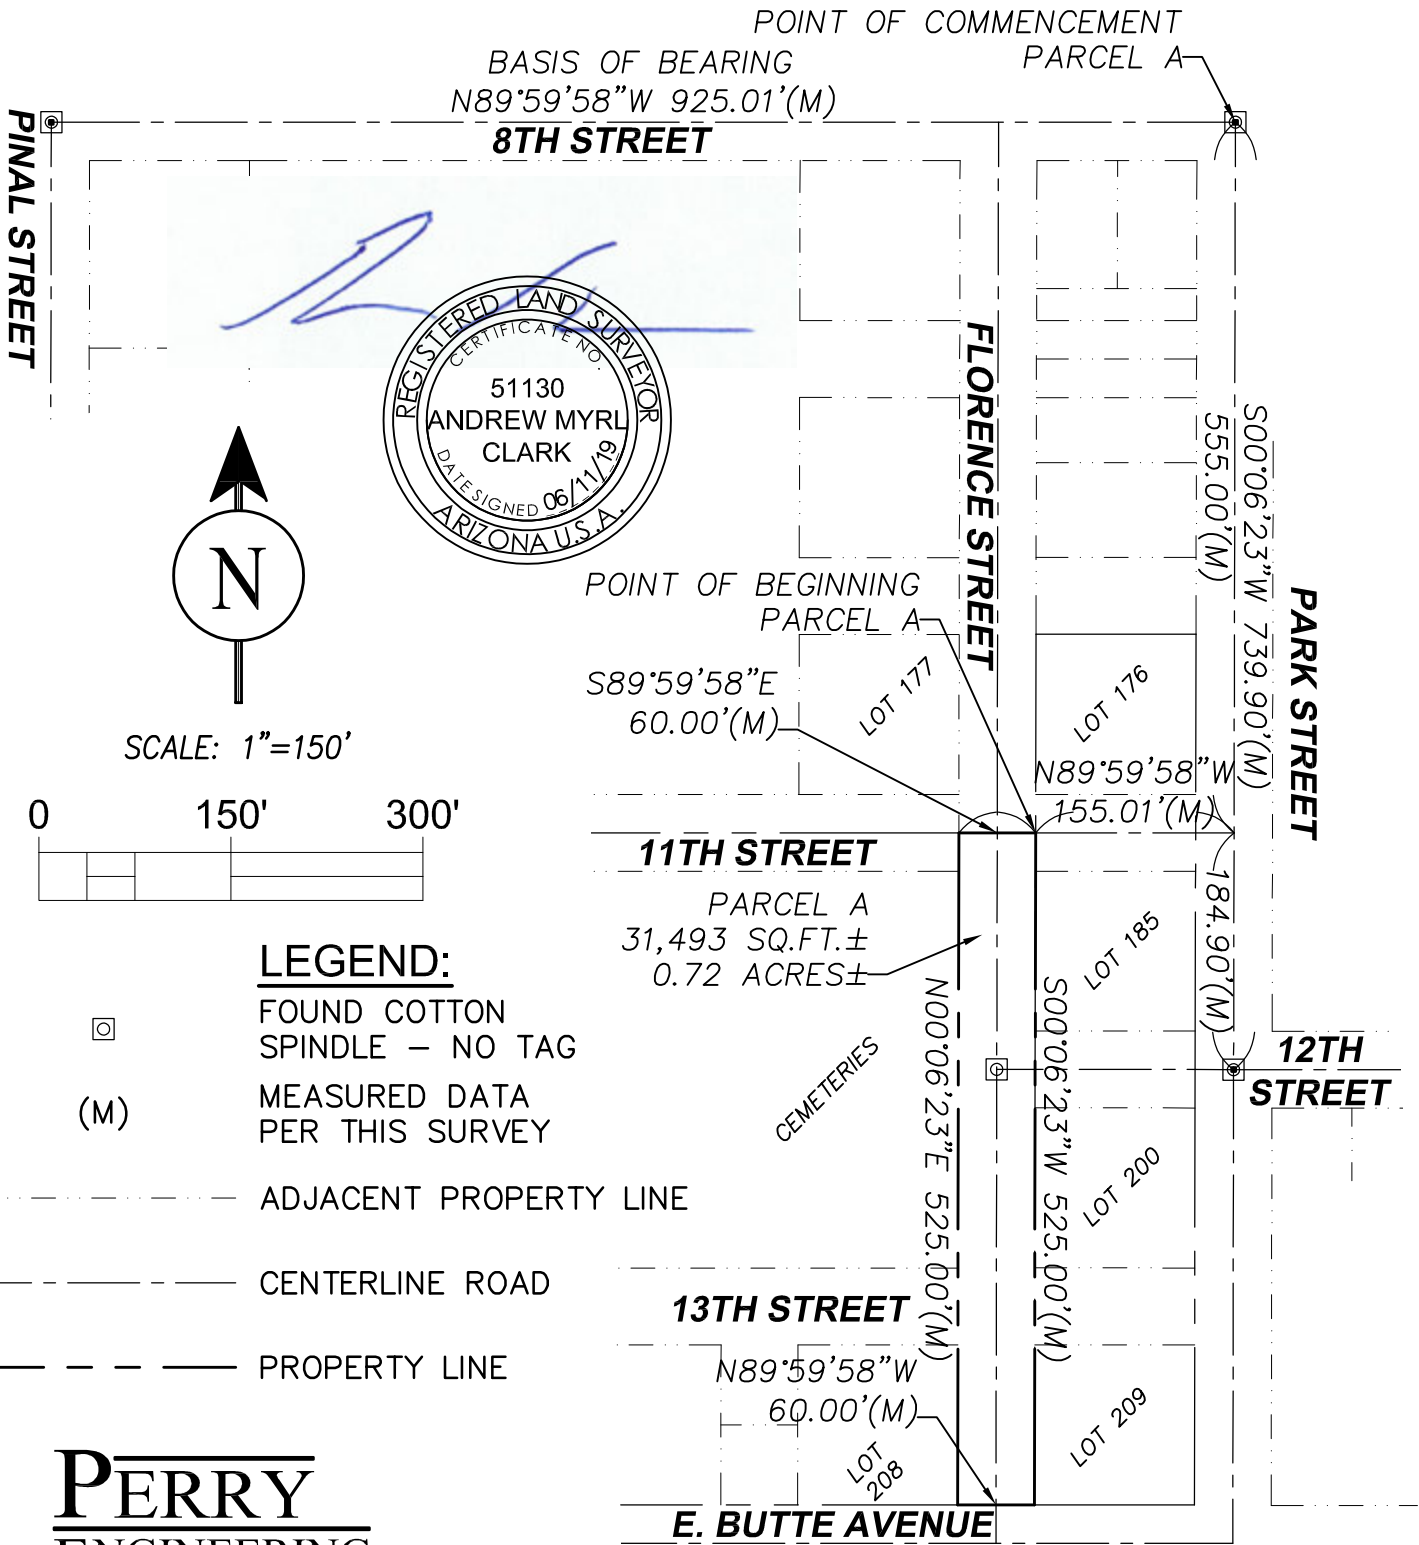 POINT OF COMMENCEMENT
PARCEL A
BASIS OF BEARING
N89°59'58"W 925.01'(M)
8TH STREET
PINAL STREET
REGISTERED LAND SURVEYOR
CERTIFICATE NO.
51130
ANDREW MYRL
CLARK
DATE SIGNED 06/11/19
ARIZONA U.S.A.
FLORENCE STREET
S00°06'23"W 739.90'(M)
555.00'(M)
PARK STREET
N
SCALE: 1"=150'
0 150' 300'
POINT OF BEGINNING
PARCEL A
S89°59'58"E
60.00'(M)
LOT 177
LOT 176
N89°59'58"W
155.01'(M)
11TH STREET
184.90'(M)
PARCEL A
31,493 SQ.FT.±
0.72 ACRES±
LOT 185
N00°06'23"E 525.00'(M)
S00°06'23"W 525.00'(M)
CEMETERIES
12TH
STREET
LOT 200
LEGEND:
FOUND COTTON
SPINDLE – NO TAG
(M)
MEASURED DATA
PER THIS SURVEY
ADJACENT PROPERTY LINE
CENTERLINE ROAD
PROPERTY LINE
13TH STREET
N89°59'58"W
60.00'(M)
LOT
208
LOT 209
E. BUTTE AVENUE
PERRY
ENGINEERING